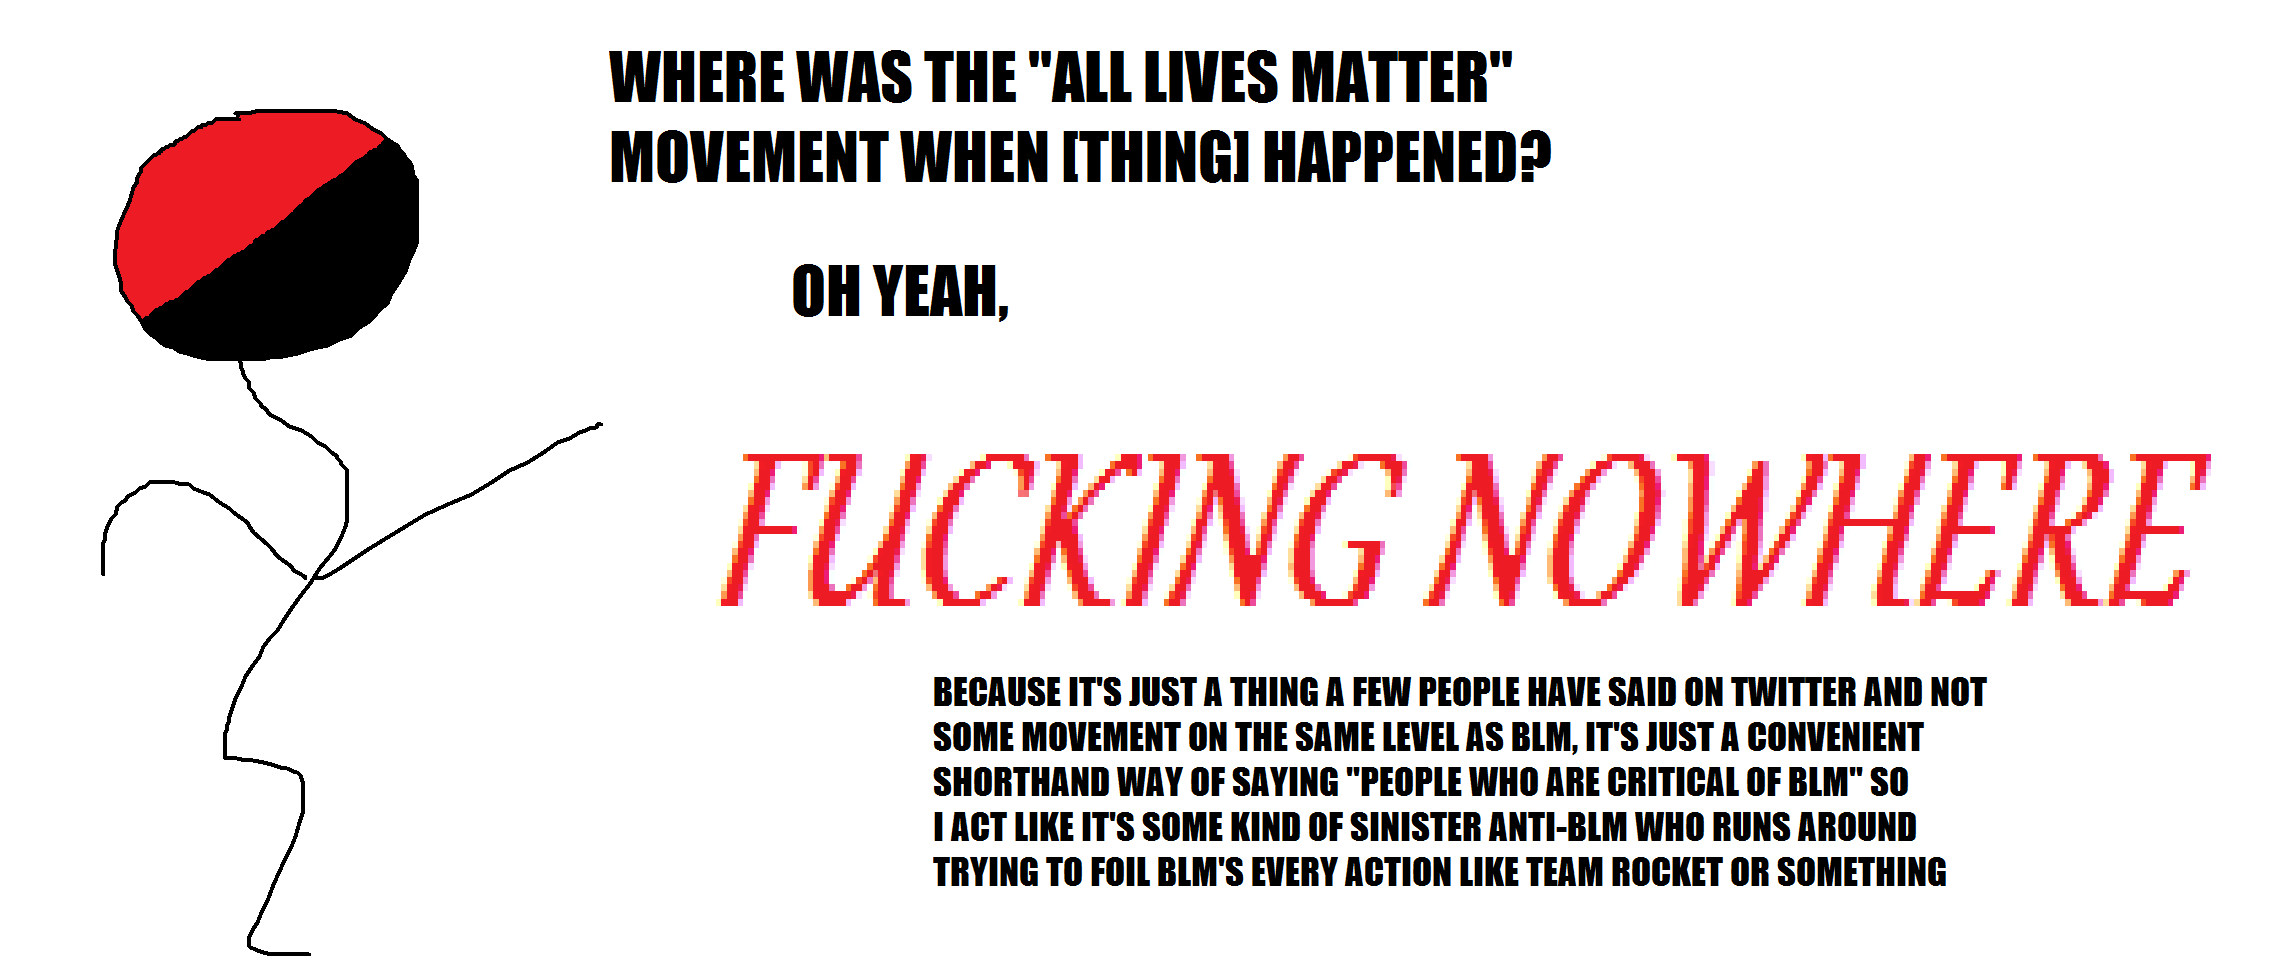 WHERE WAS THE "ALL LIVES MATTER"
MOVEMENT WHEN [THING] HAPPENED?
OH YEAH,
FUCKING NOWHERE
BECAUSE IT'S JUST A THING A FEW PEOPLE HAVE SAID ON TWITTER AND NOT
SOME MOVEMENT ON THE SAME LEVEL AS BLM, IT'S JUST A CONVENIENT
SHORTHAND WAY OF SAYING "PEOPLE WHO ARE CRITICAL OF BLM" SO
I ACT LIKE IT'S SOME KIND OF SINISTER ANTI-BLM WHO RUNS AROUND
TRYING TO FOIL BLM'S EVERY ACTION LIKE TEAM ROCKET OR SOMETHING